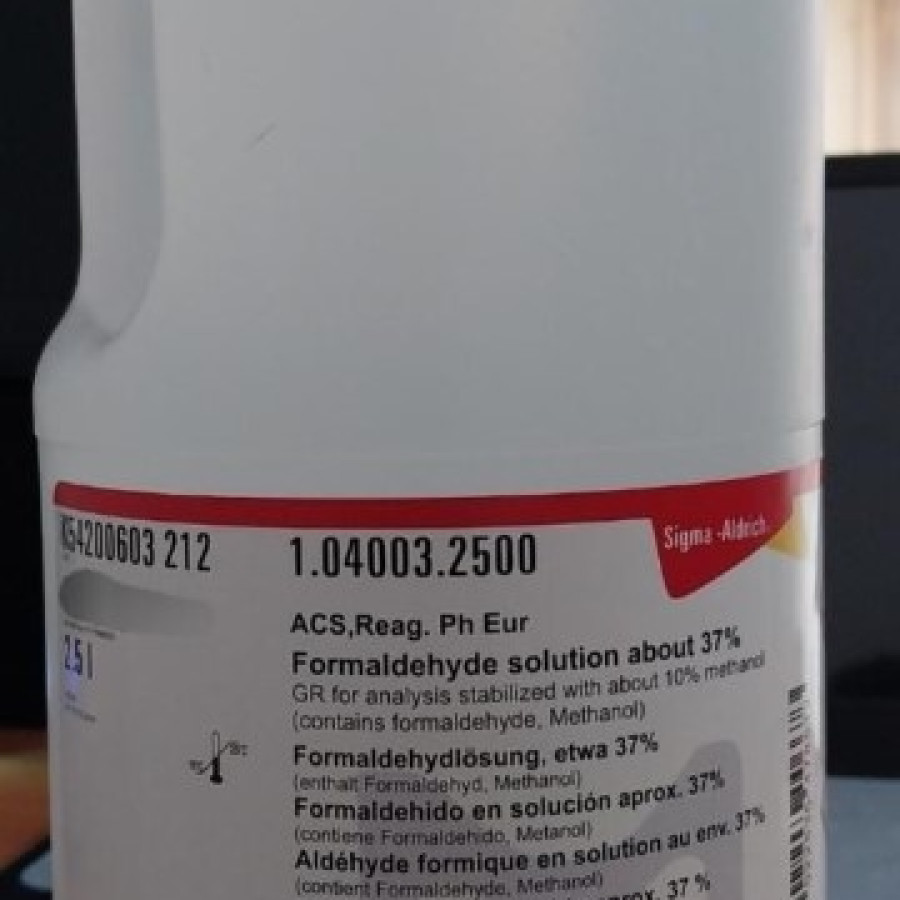 K54200603 212
1.04003.2500
Sigma-Aldrich
2.5 l
ACS,Reag. Ph Eur
Formaldehyde solution about 37%
GR for analysis stabilized with about 10% methanol
(contains formaldehyde, Methanol)
Formaldehydlösung, etwa 37%
(enthält Formaldehyd, Methanol)
Formaldehido en solución aprox. 37%
(contiene Formaldehido, Metanol)
Aldéhyde formique en solution au env. 37%
(contient Formaldehyde, Methanol)
aprox. 37 %